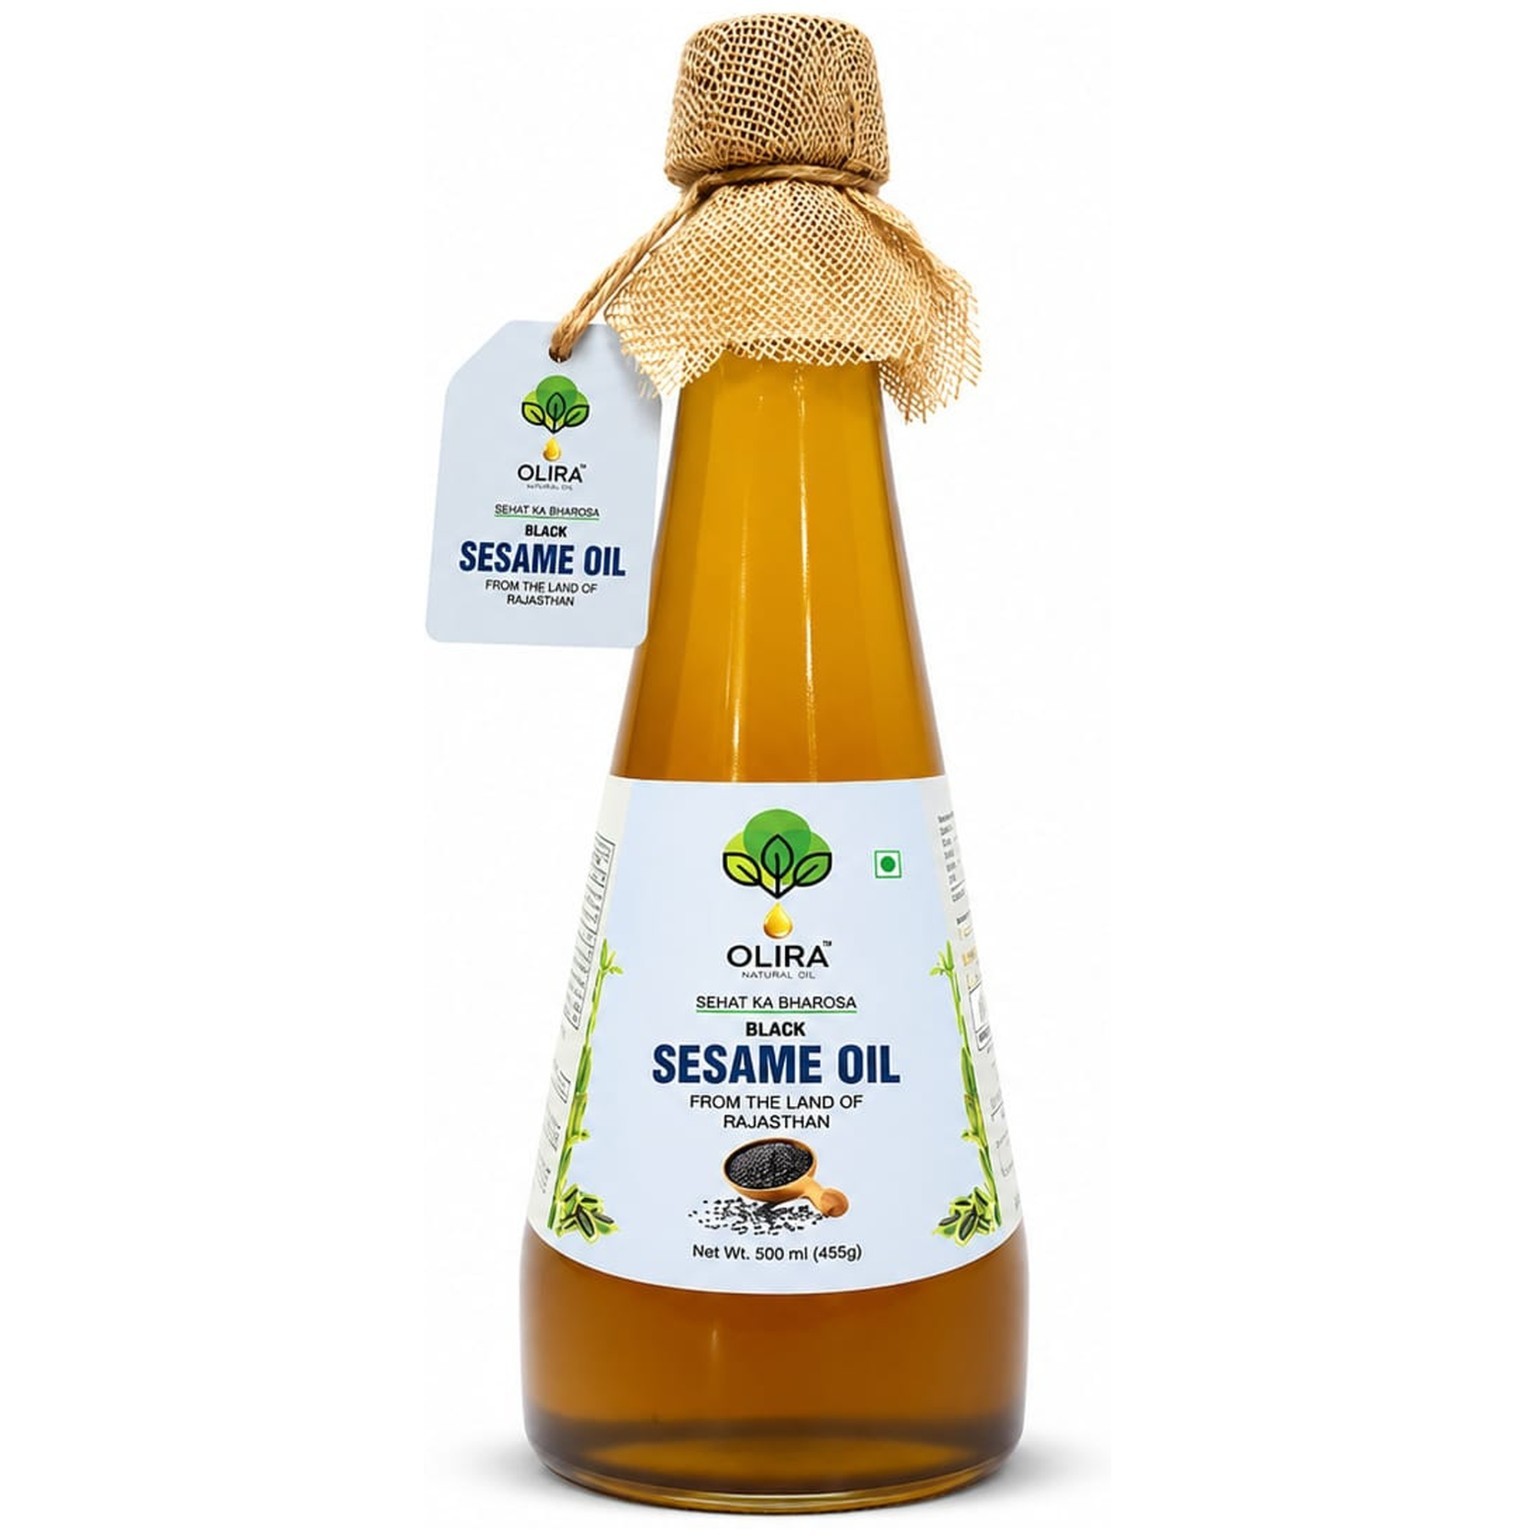 OLIRA™
NATURAL OIL
SEHAT KA BHAROSA
BLACK
SESAME OIL
FROM THE LAND OF
RAJASTHAN
OLIRA™
NATURAL OIL
SEHAT KA BHAROSA
BLACK
SESAME OIL
FROM THE LAND OF
RAJASTHAN
Net Wt. 500 ml (455g)